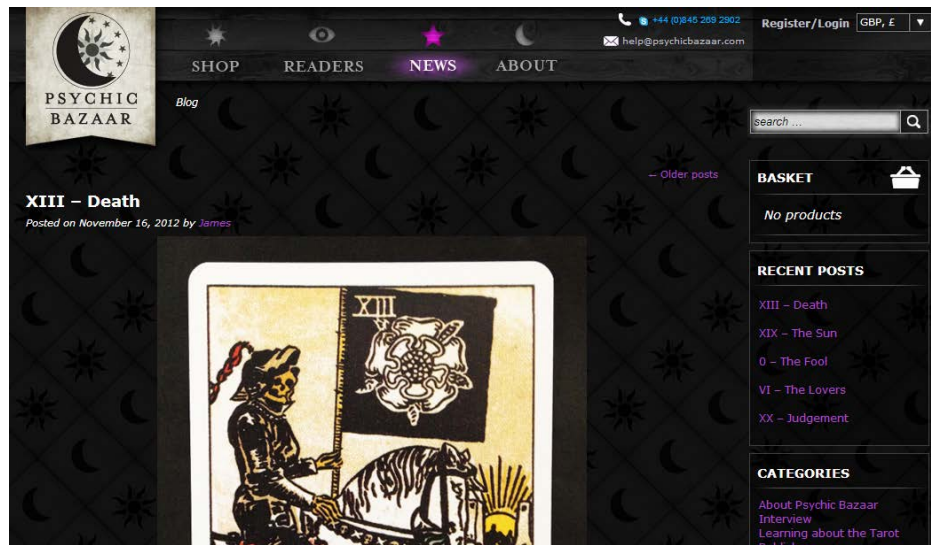 +44 (0)845 269 2902
help@psychicbazaar.com
Register/Login
GBP, £
PSYCHIC
BAZAAR
SHOP
READERS
NEWS
ABOUT
Blog
search ...
← Older posts
XIII – Death
Posted on November 16, 2012 by James
XIII
BASKET
No products
RECENT POSTS
XIII – Death
XIX – The Sun
0 – The Fool
VI – The Lovers
XX – Judgement
CATEGORIES
About Psychic Bazaar
Interview
Learning about the Tarot